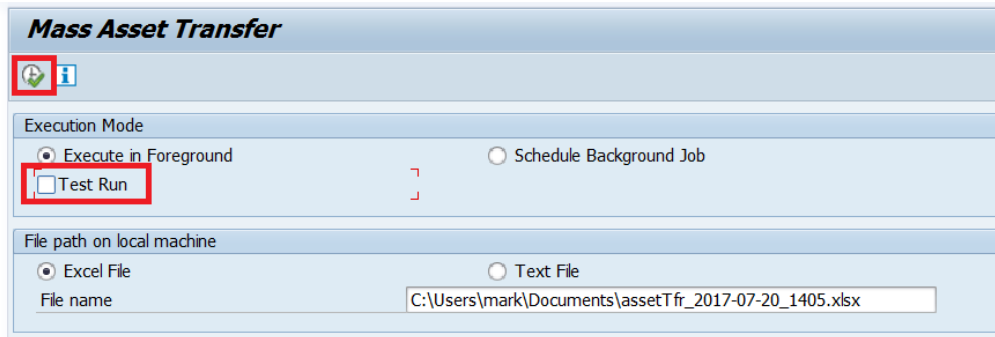 Mass Asset Transfer
Execution Mode
Execute in Foreground Schedule Background Job
Test Run
File path on local machine
Excel File Text File
File name C:\Users\mark\Documents\assetTfr_2017-07-20_1405.xlsx